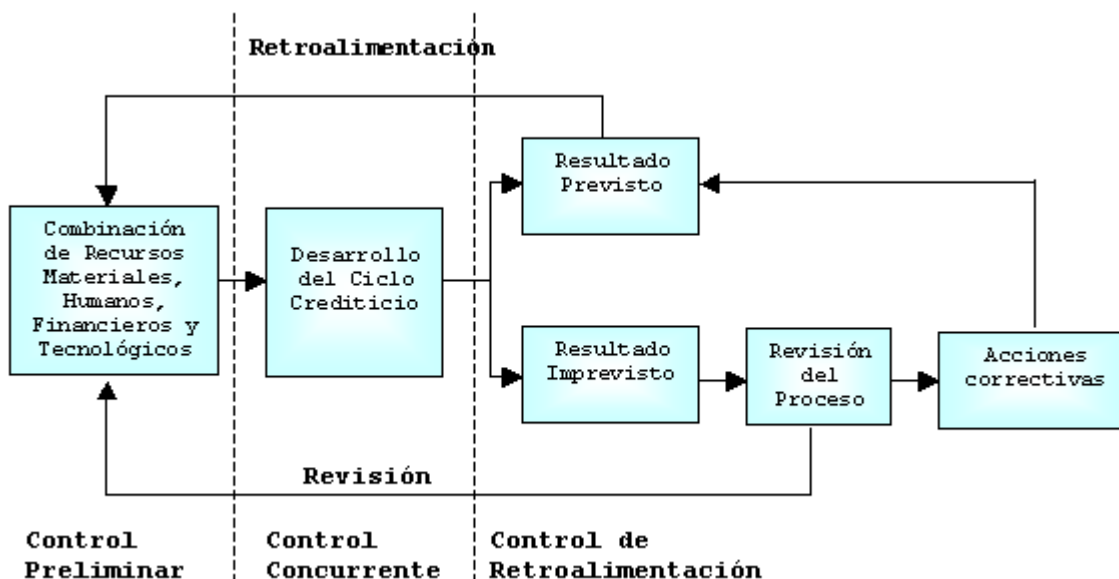 Retroalimentación
Resultado
Previsto
Combinación
de Recursos
Materiales,
Humanos,
Financieros y
Tecnológicos
Desarrollo
del Ciclo
Crediticio
Resultado
Imprevisto
Revisión
del
Proceso
Acciones
correctivas
Revisión
Control
Preliminar
Control
Concurrente
Control de
Retroalimentación